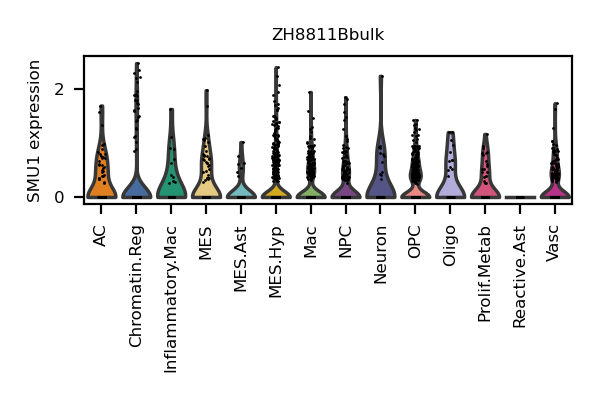 ZH8811Bbulk
SMU1 expression
2
0
AC
Chromatin.Reg
Inflammatory.Mac
MES
MES.Ast
MES.Hyp
Mac
NPC
Neuron
OPC
Oligo
Prolif.Metab
Reactive.Ast
Vasc